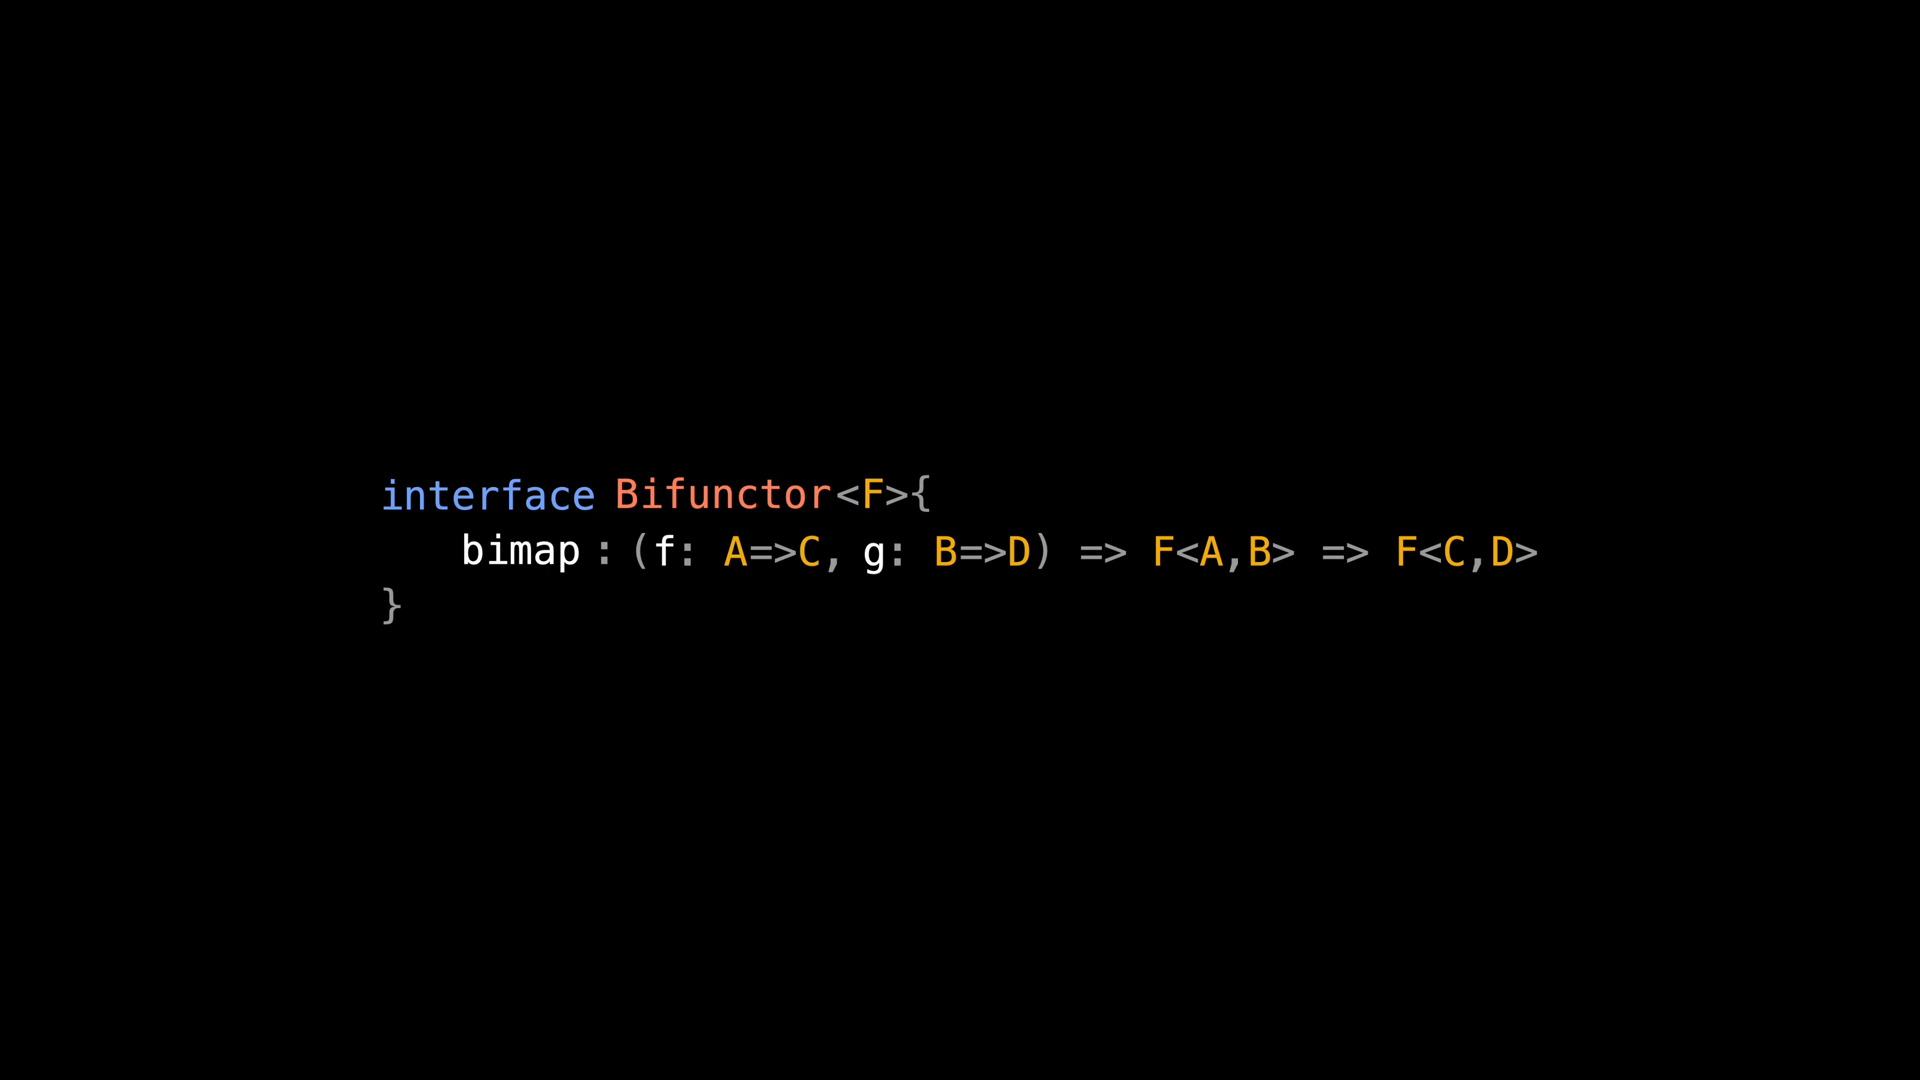 interface Bifunctor<F>{
bimap : (f: A=>C, g: B=>D) => F<A,B> => F<C,D>
}